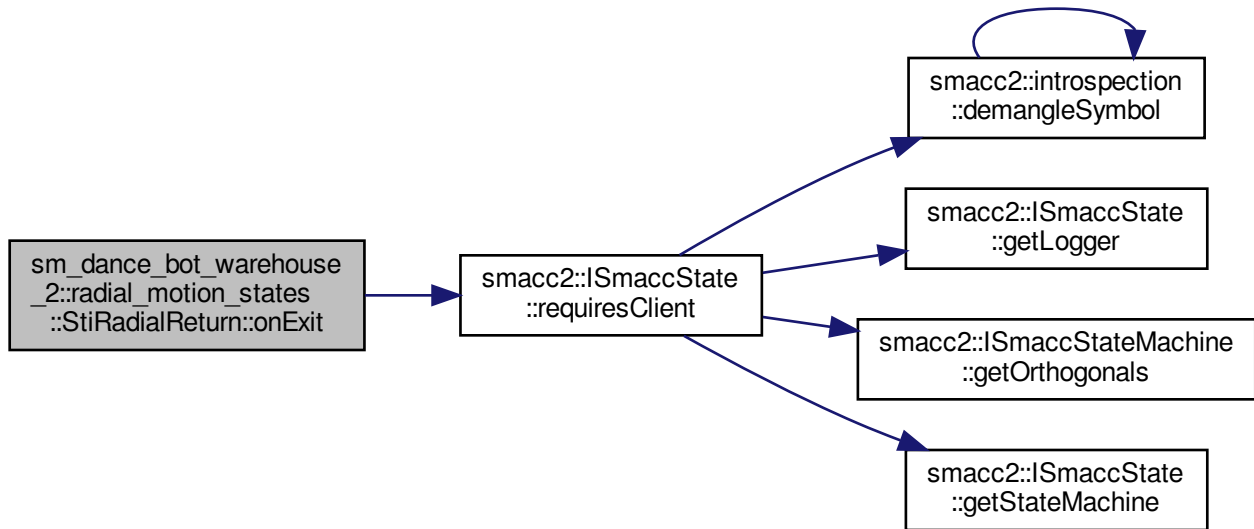 sm_dance_bot_warehouse
_2::radial_motion_states
::StiRadialReturn::onExit
smacc2::ISmaccState
::requiresClient
smacc2::introspection
::demangleSymbol
smacc2::ISmaccState
::getLogger
smacc2::ISmaccStateMachine
::getOrthogonals
smacc2::ISmaccState
::getStateMachine